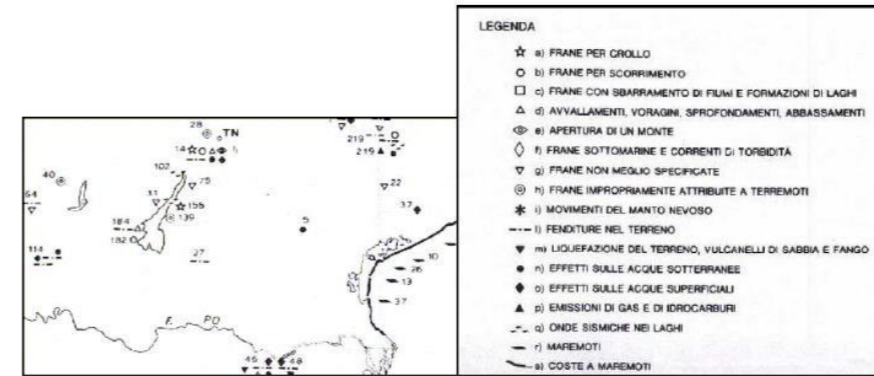 28
TN
14
219
219
102
40
75
22
64
31
155
37
139
5
184
182
10
114
27
26
13
37
F. PO
46
48
LEGENDA
a) FRANE PER CROLLO
b) FRANE PER SCORRIMENTO
c) FRANE CON SBARRAMENTO DI FIUMI E FORMAZIONI DI LAGHI
d) AVVALLAMENTI, VORAGINI, SPROFONDAMENTI, ABBASSAMENTI
e) APERTURA DI UN MONTE
f) FRANE SOTTOMARINE E CORRENTI DI TORBIDITÀ
g) FRANE NON MEGLIO SPECIFICATE
h) FRANE IMPROPRIAMENTE ATTRIBUITE A TERREMOTI
i) MOVIMENTI DEL MANTO NEVOSO
l) FENDITURE NEL TERRENO
m) LIQUEFAZIONE DEL TERRENO, VULCANELLI DI SABBIA E FANGO
n) EFFETTI SULLE ACQUE SOTTERRANEE
o) EFFETTI SULLE ACQUE SUPERFICIALI
p) EMISSIONI DI GAS E DI IDROCARBURI
q) ONDE SISMICHE NEI LAGHI
r) MAREMOTI
s) COSTE A MAREMOTI